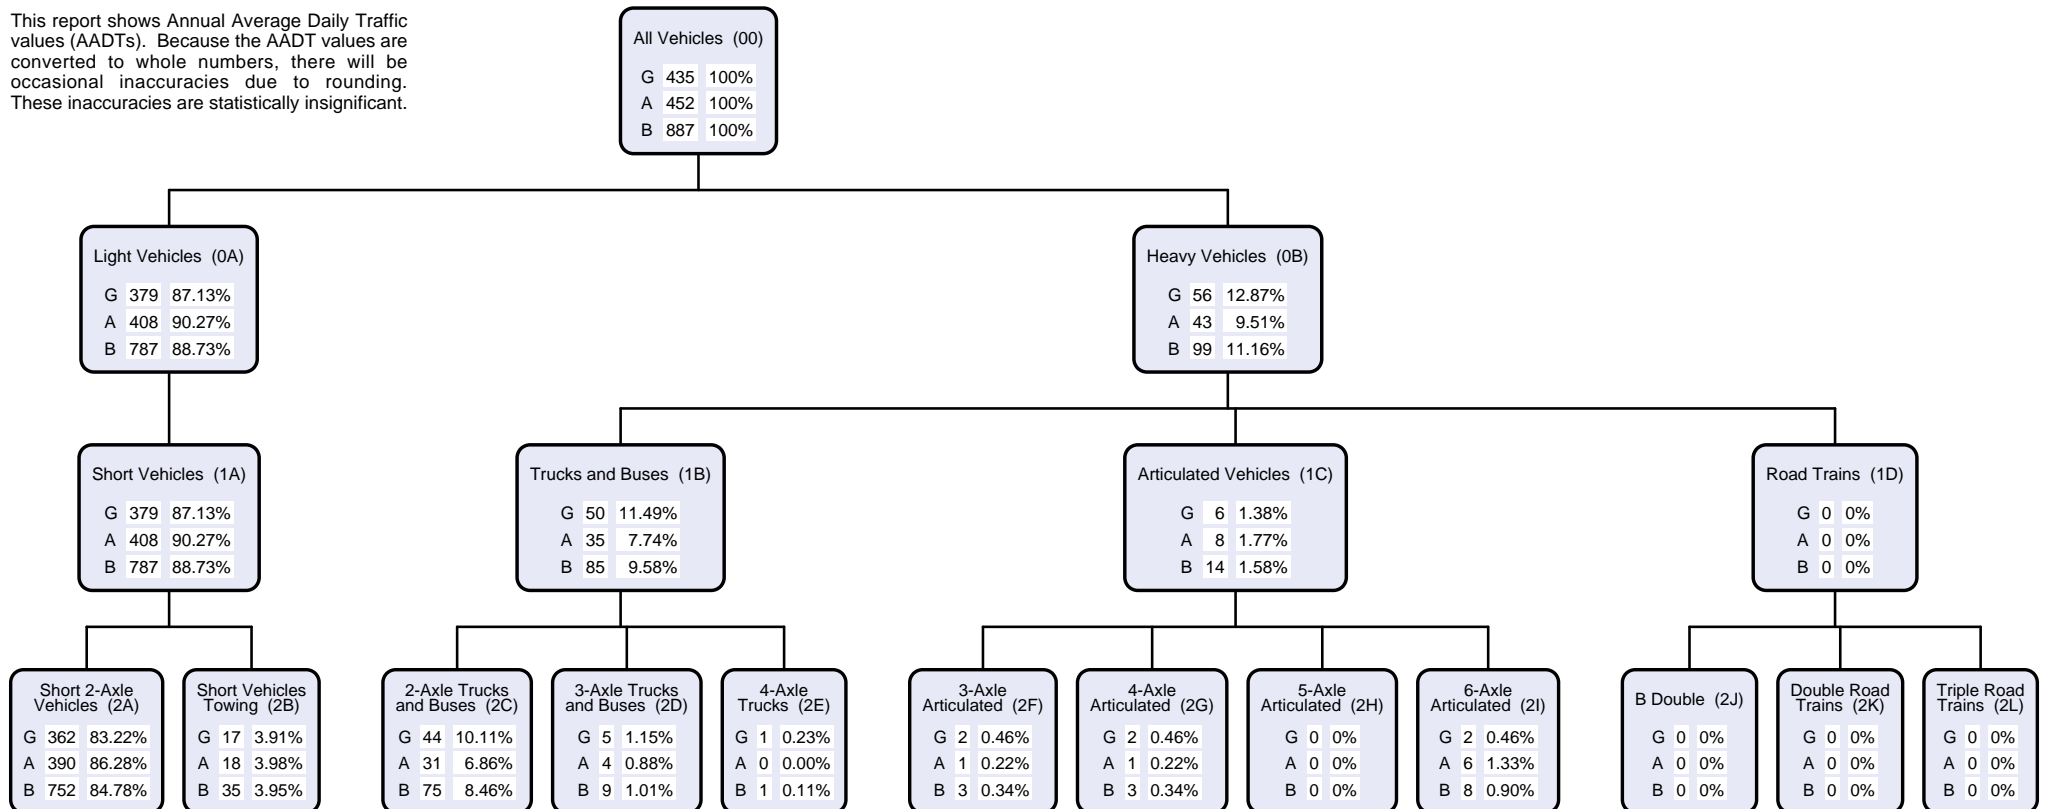 This report shows Annual Average Daily Traffic
values (AADTs). Because the AADT values are
converted to whole numbers, there will be
occasional inaccuracies due to rounding.
These inaccuracies are statistically insignificant.
All Vehicles (00)
G 435 100%
A 452 100%
B 887 100%
Light Vehicles (0A)
G 379 87.13%
A 408 90.27%
B 787 88.73%
Heavy Vehicles (0B)
G 56 12.87%
A 43 9.51%
B 99 11.16%
Short Vehicles (1A)
G 379 87.13%
A 408 90.27%
B 787 88.73%
Trucks and Buses (1B)
G 50 11.49%
A 35 7.74%
B 85 9.58%
Articulated Vehicles (1C)
G 6 1.38%
A 8 1.77%
B 14 1.58%
Road Trains (1D)
G 0 0%
A 0 0%
B 0 0%
Short 2-Axle
Vehicles (2A)
G 362 83.22%
A 390 86.28%
B 752 84.78%
Short Vehicles
Towing (2B)
G 17 3.91%
A 18 3.98%
B 35 3.95%
2-Axle Trucks
and Buses (2C)
G 44 10.11%
A 31 6.86%
B 75 8.46%
3-Axle Trucks
and Buses (2D)
G 5 1.15%
A 4 0.88%
B 9 1.01%
4-Axle
Trucks (2E)
G 1 0.23%
A 0 0.00%
B 1 0.11%
3-Axle
Articulated (2F)
G 2 0.46%
A 1 0.22%
B 3 0.34%
4-Axle
Articulated (2G)
G 2 0.46%
A 1 0.22%
B 3 0.34%
5-Axle
Articulated (2H)
G 0 0%
A 0 0%
B 0 0%
6-Axle
Articulated (2I)
G 2 0.46%
A 6 1.33%
B 8 0.90%
B Double (2J)
G 0 0%
A 0 0%
B 0 0%
Double Road
Trains (2K)
G 0 0%
A 0 0%
B 0 0%
Triple Road
Trains (2L)
G 0 0%
A 0 0%
B 0 0%